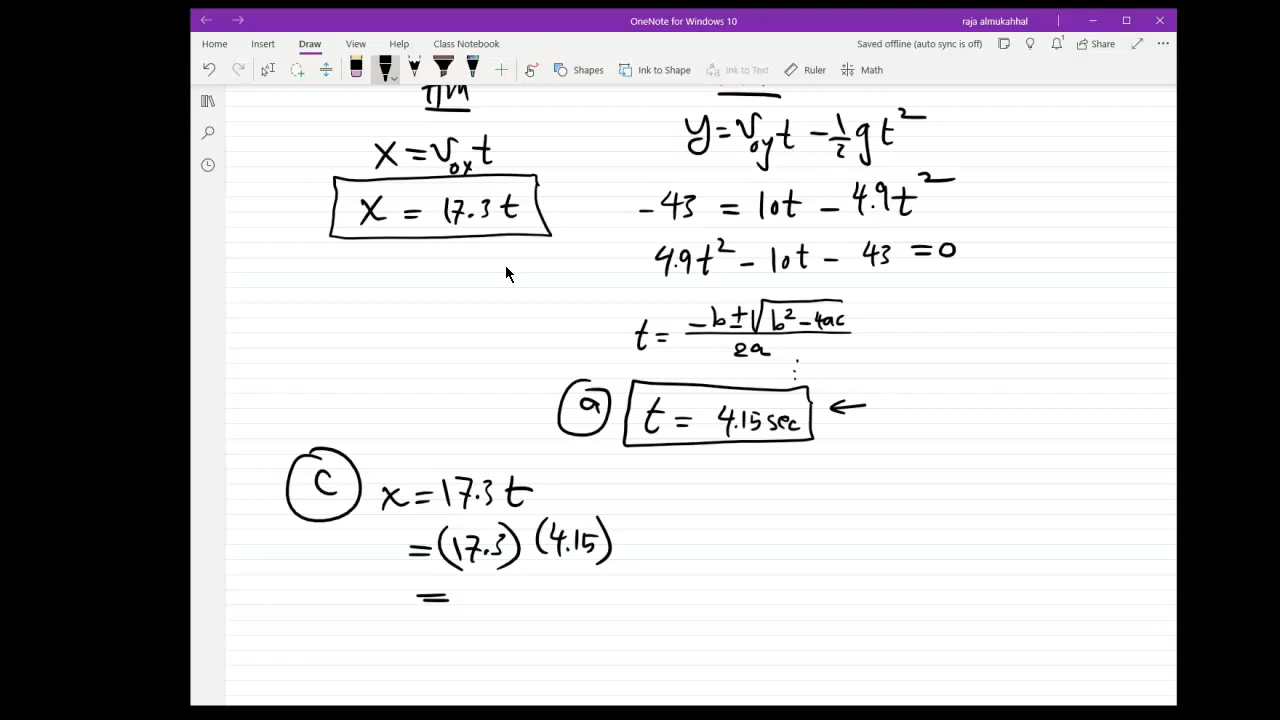 OneNote for Windows 10
raja almukahhal
Home Insert Draw View Help Class Notebook
Saved offline (auto sync is off)
Share
Shapes Ink to Shape Ink to Text Ruler Math
x = v₀ₓ t
x = 17.3 t
y = v₀y t - 1/2 g t²
- 43 = 10t - 4.9t²
4.9t² - 10t - 43 = 0
t = -b ± √(b² - 4ac) / 2a
⋮
a t = 4.15 sec ←
c x = 17.3 t
= (17.3) (4.15)
=